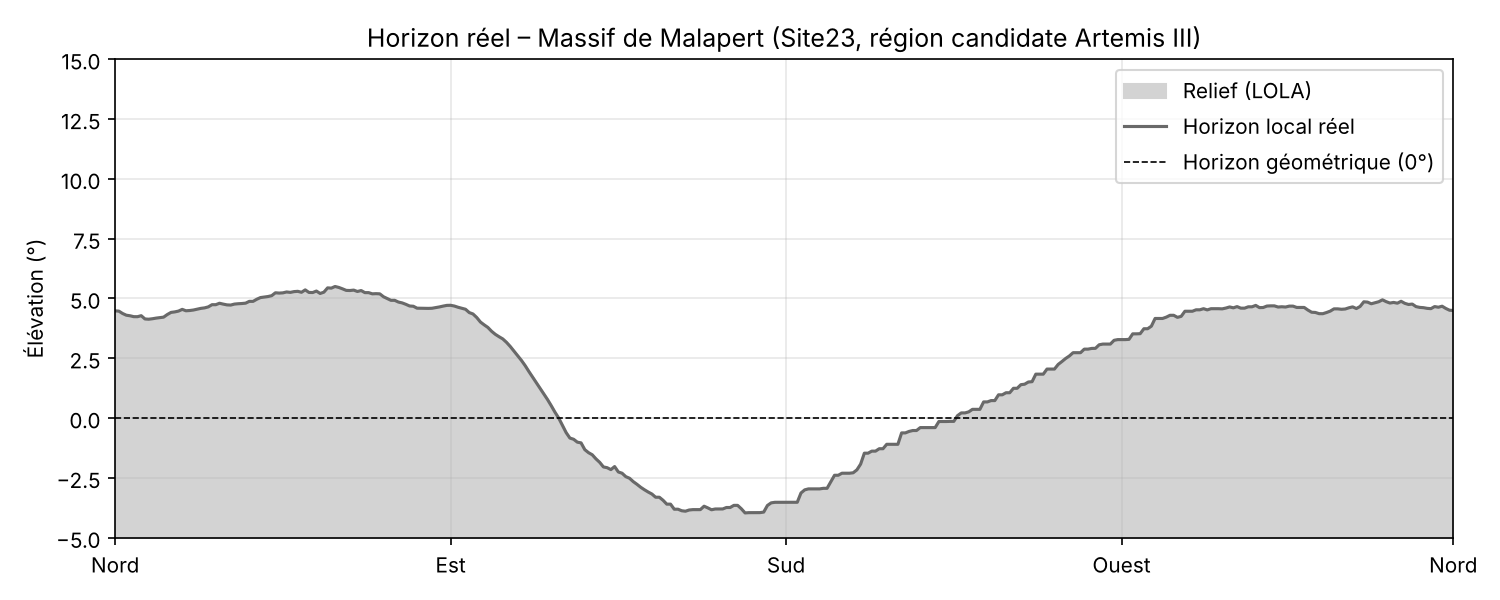 Horizon réel – Massif de Malapert (Site23, région candidate Artemis III)
15.0
12.5
10.0
7.5
5.0
2.5
0.0
−2.5
−5.0
Élévation (°)
Relief (LOLA)
Horizon local réel
Horizon géométrique (0°)
Nord
Est
Sud
Ouest
Nord